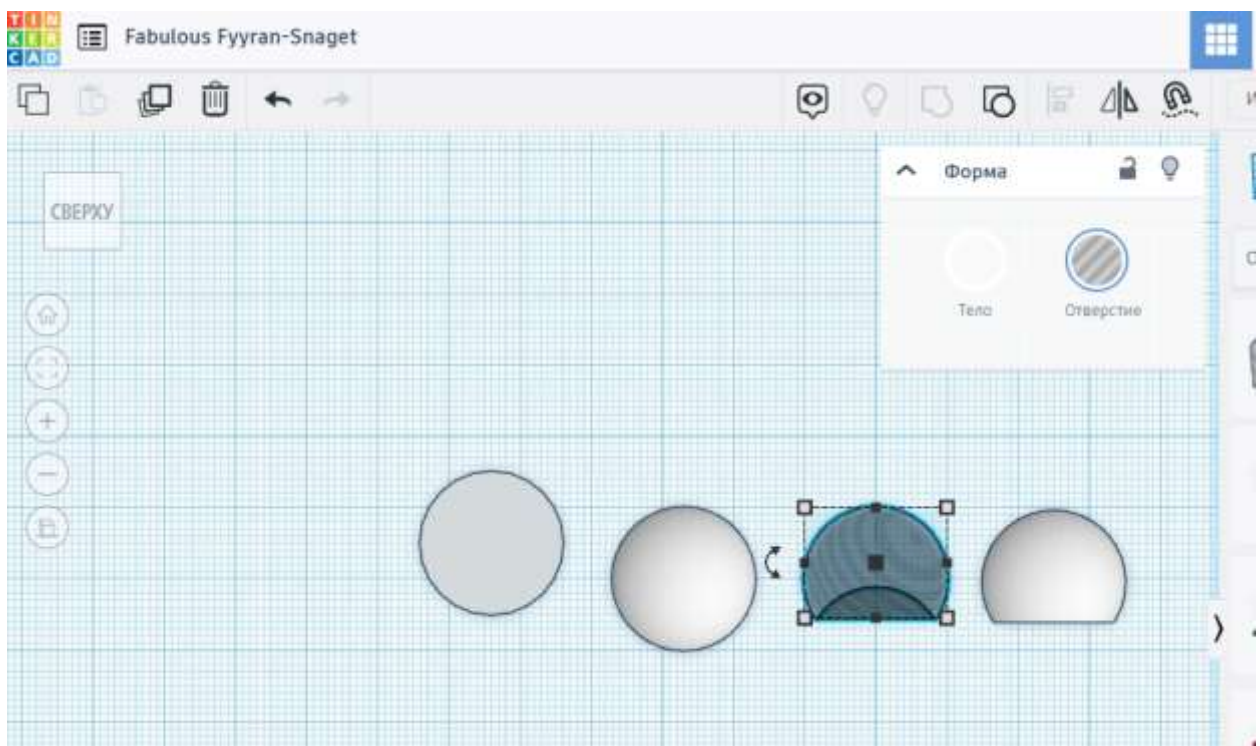 TIN
KER
CAD
Fabulous Fyyran-Snaget
СВЕРХУ
Форма
Тело
Отверстие